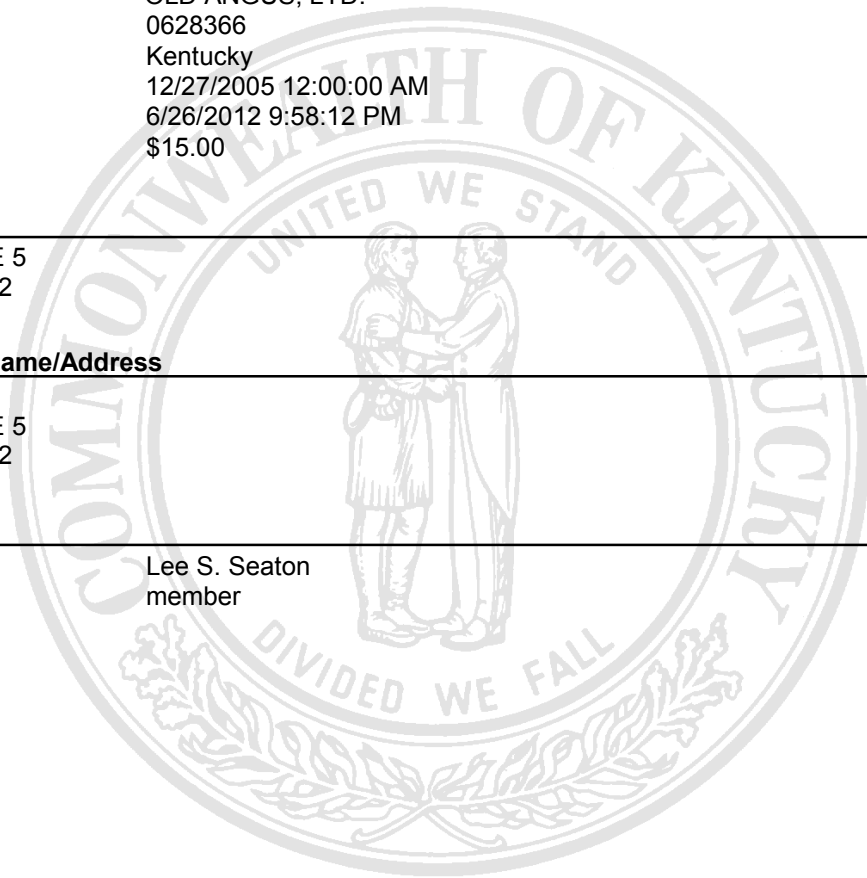 LTD.
0628366
Kentucky
12/27/2005 12:00:00 AM
6/26/2012 9:58:12 PM
$15.00
E 5
2
ame/Address
E 5
2
Lee S. Seaton
member
COMMONWEALTH OF KENTUCKY
UNITED WE STAND
DIVIDED WE FALL